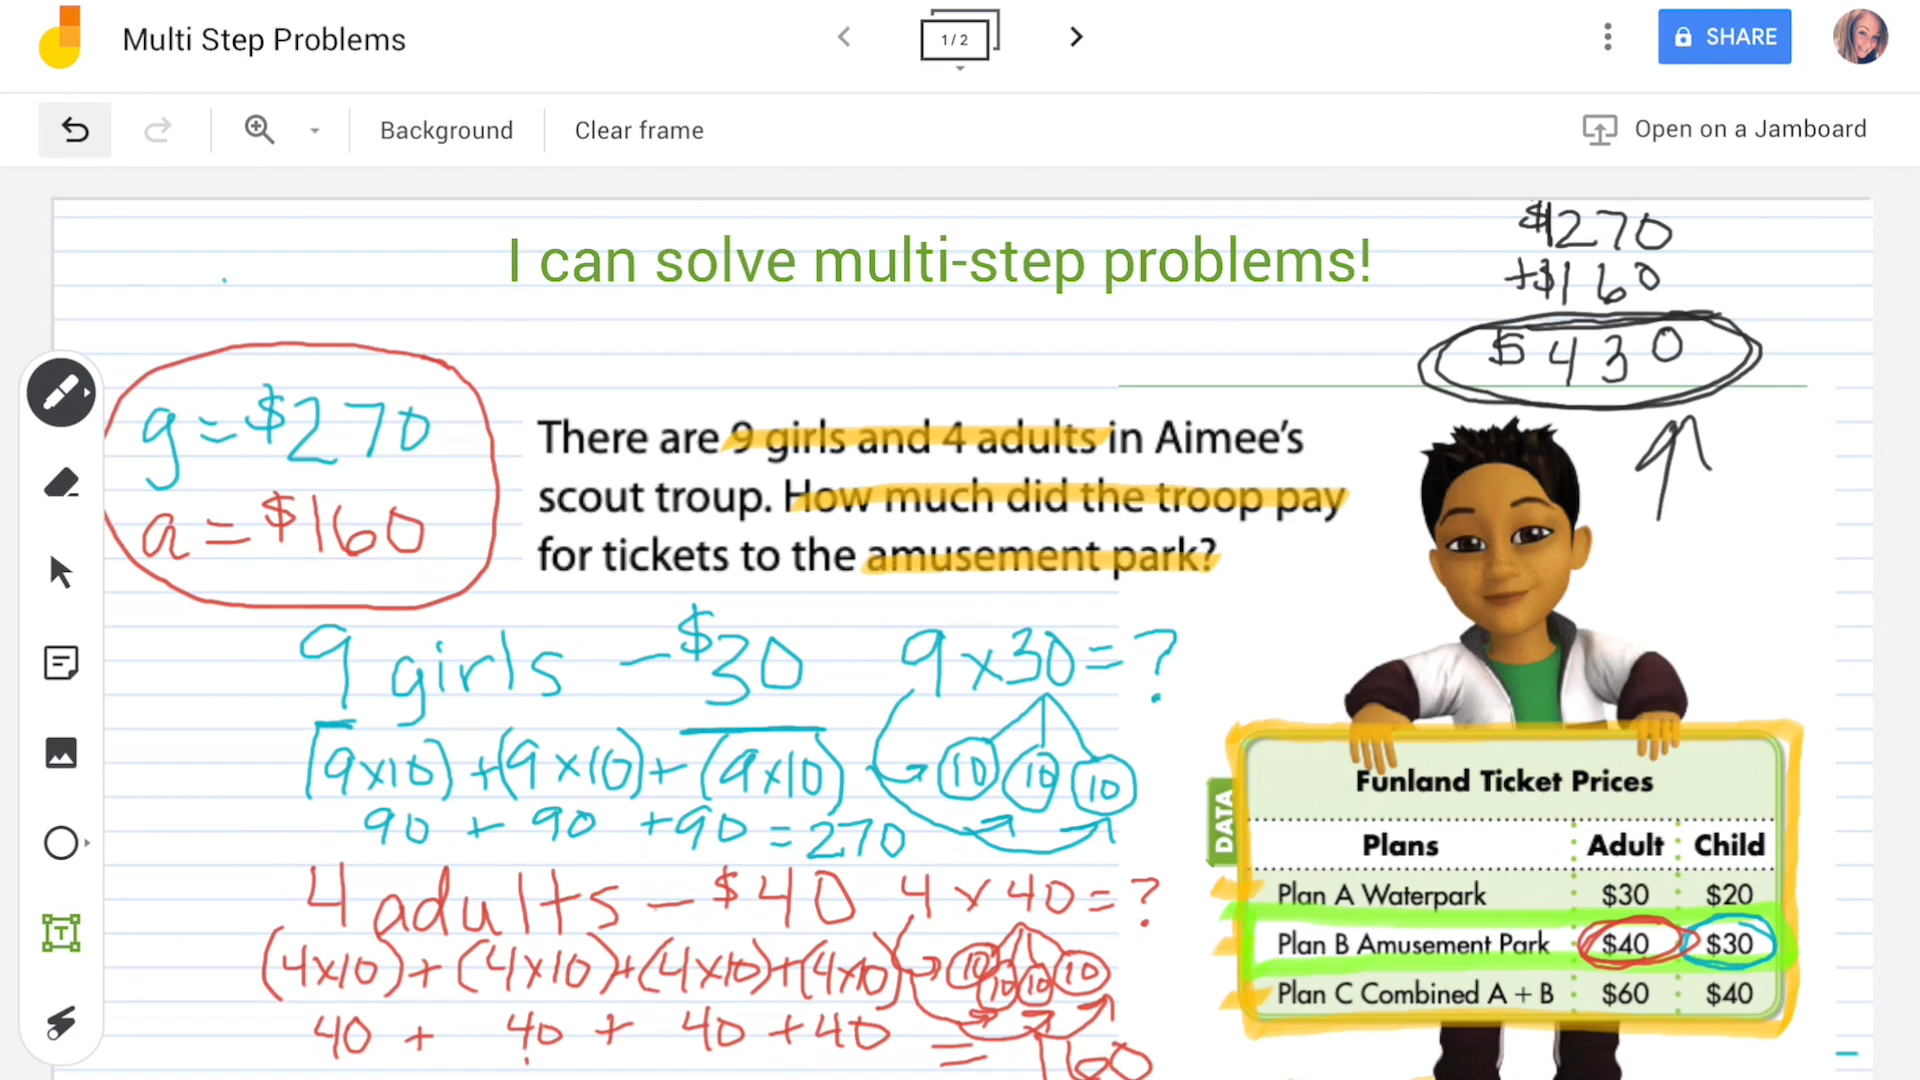 Multi Step Problems
1 / 2
SHARE
Background
Clear frame
Open on a Jamboard
I can solve multi-step problems!
$270
+$160
$430
g=$270
a=$160
There are 9 girls and 4 adults in Aimee's
scout troup. How much did the troop pay
for tickets to the amusement park?
9 girls - $30 9x30=?
(9x10)+(9x10)+(9x10) 10 10 10
90 + 90 +90 = 270
4 adults - $40 4x40=?
(4x10)+(4x10)+(4x10)+(4x10) 10 10 10 10
40 + 40 + 40 +40 = 160
DATA
Funland Ticket Prices
Plans Adult Child
Plan A Waterpark $30 $20
Plan B Amusement Park $40 $30
Plan C Combined A + B $60 $40
T